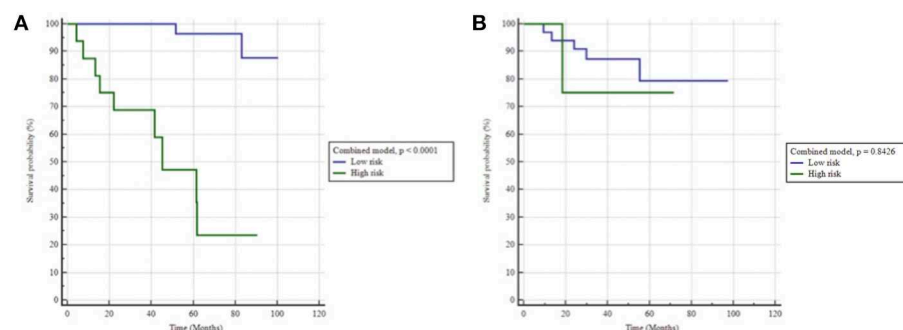 A
Survival probability (%)
100
90
80
70
60
50
40
30
20
10
0
0 20 40 60 80 100 120
Time (Months)
Combined model, p < 0.0001
Low risk
High risk
B
Survival probability (%)
100
90
80
70
60
50
40
30
20
10
0
0 20 40 60 80 100 120
Time (Months)
Combined model, p = 0.8426
Low risk
High risk